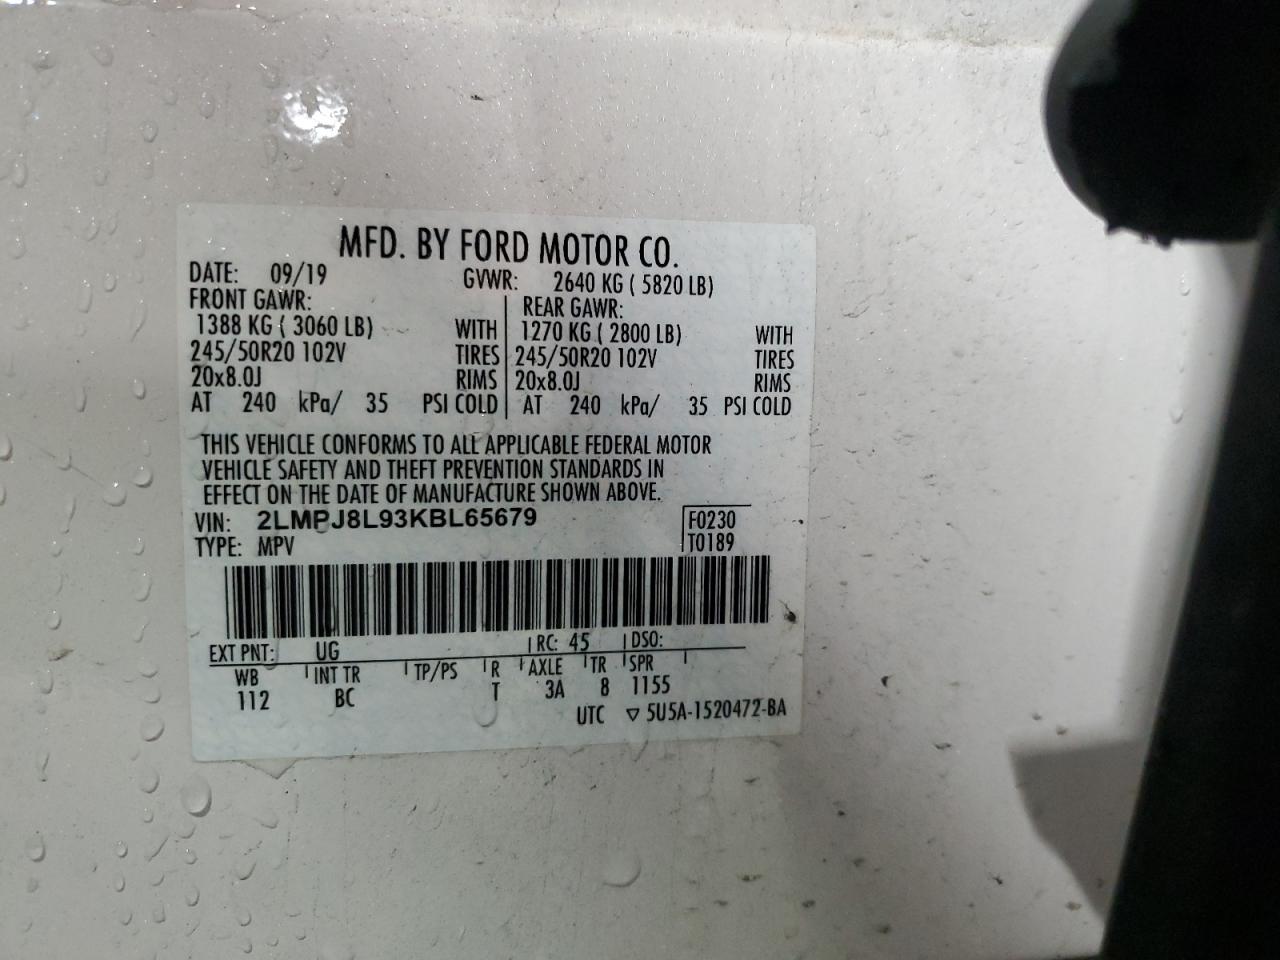 MFD. BY FORD MOTOR CO.
DATE: 09/19 GVWR: 2640 KG ( 5820 LB)
FRONT GAWR: REAR GAWR:
1388 KG ( 3060 LB) WITH 1270 KG ( 2800 LB) WITH
245/50R20 102V TIRES 245/50R20 102V TIRES
20x8.0J RIMS 20x8.0J RIMS
AT 240 kPa/ 35 PSI COLD AT 240 kPa/ 35 PSI COLD
THIS VEHICLE CONFORMS TO ALL APPLICABLE FEDERAL MOTOR
VEHICLE SAFETY AND THEFT PREVENTION STANDARDS IN
EFFECT ON THE DATE OF MANUFACTURE SHOWN ABOVE.
VIN: 2LMPJ8L93KBL65679 F0230
TYPE: MPV T0189
EXT PNT: UG RC: 45 DSO:
WB INT TR TP/PS R AXLE TR SPR
112 BC T 3A 8 1155
UTC ▽ 5U5A-1520472-BA